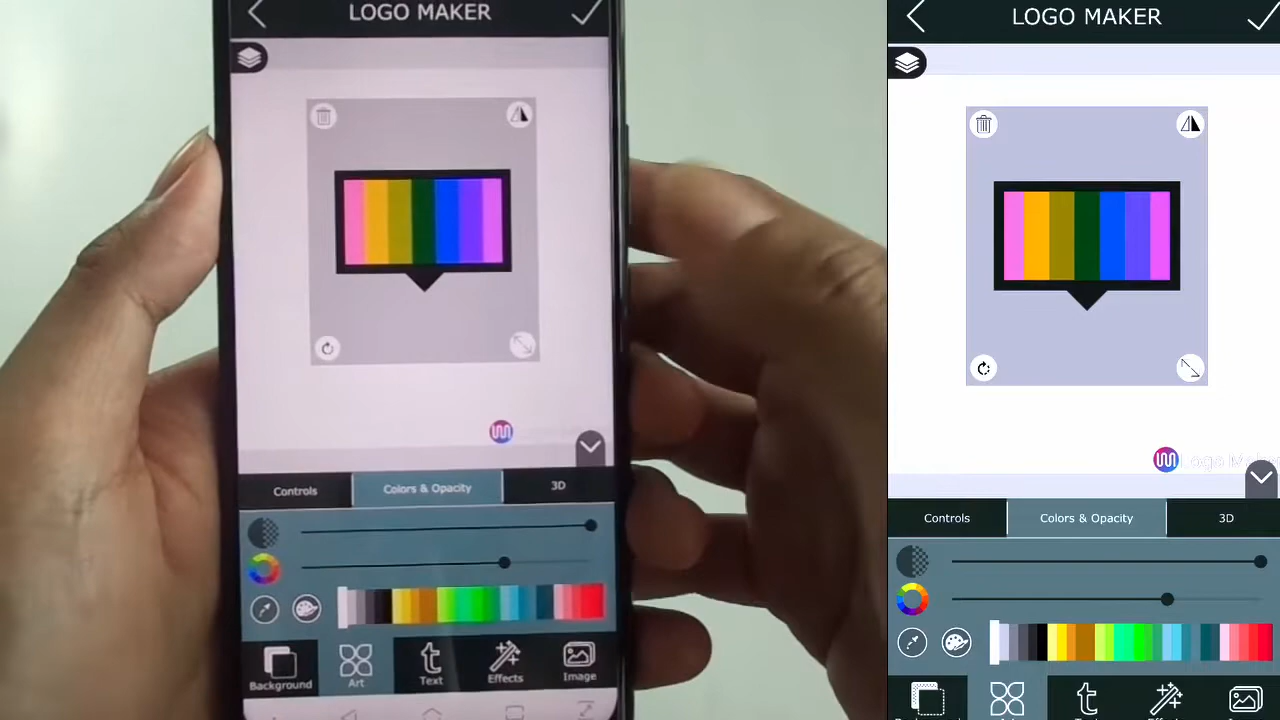 LOGO MAKER
Controls
Colors & Opacity
3D
Background
Art
Text
Effects
Image
LOGO MAKER
Controls
Colors & Opacity
3D